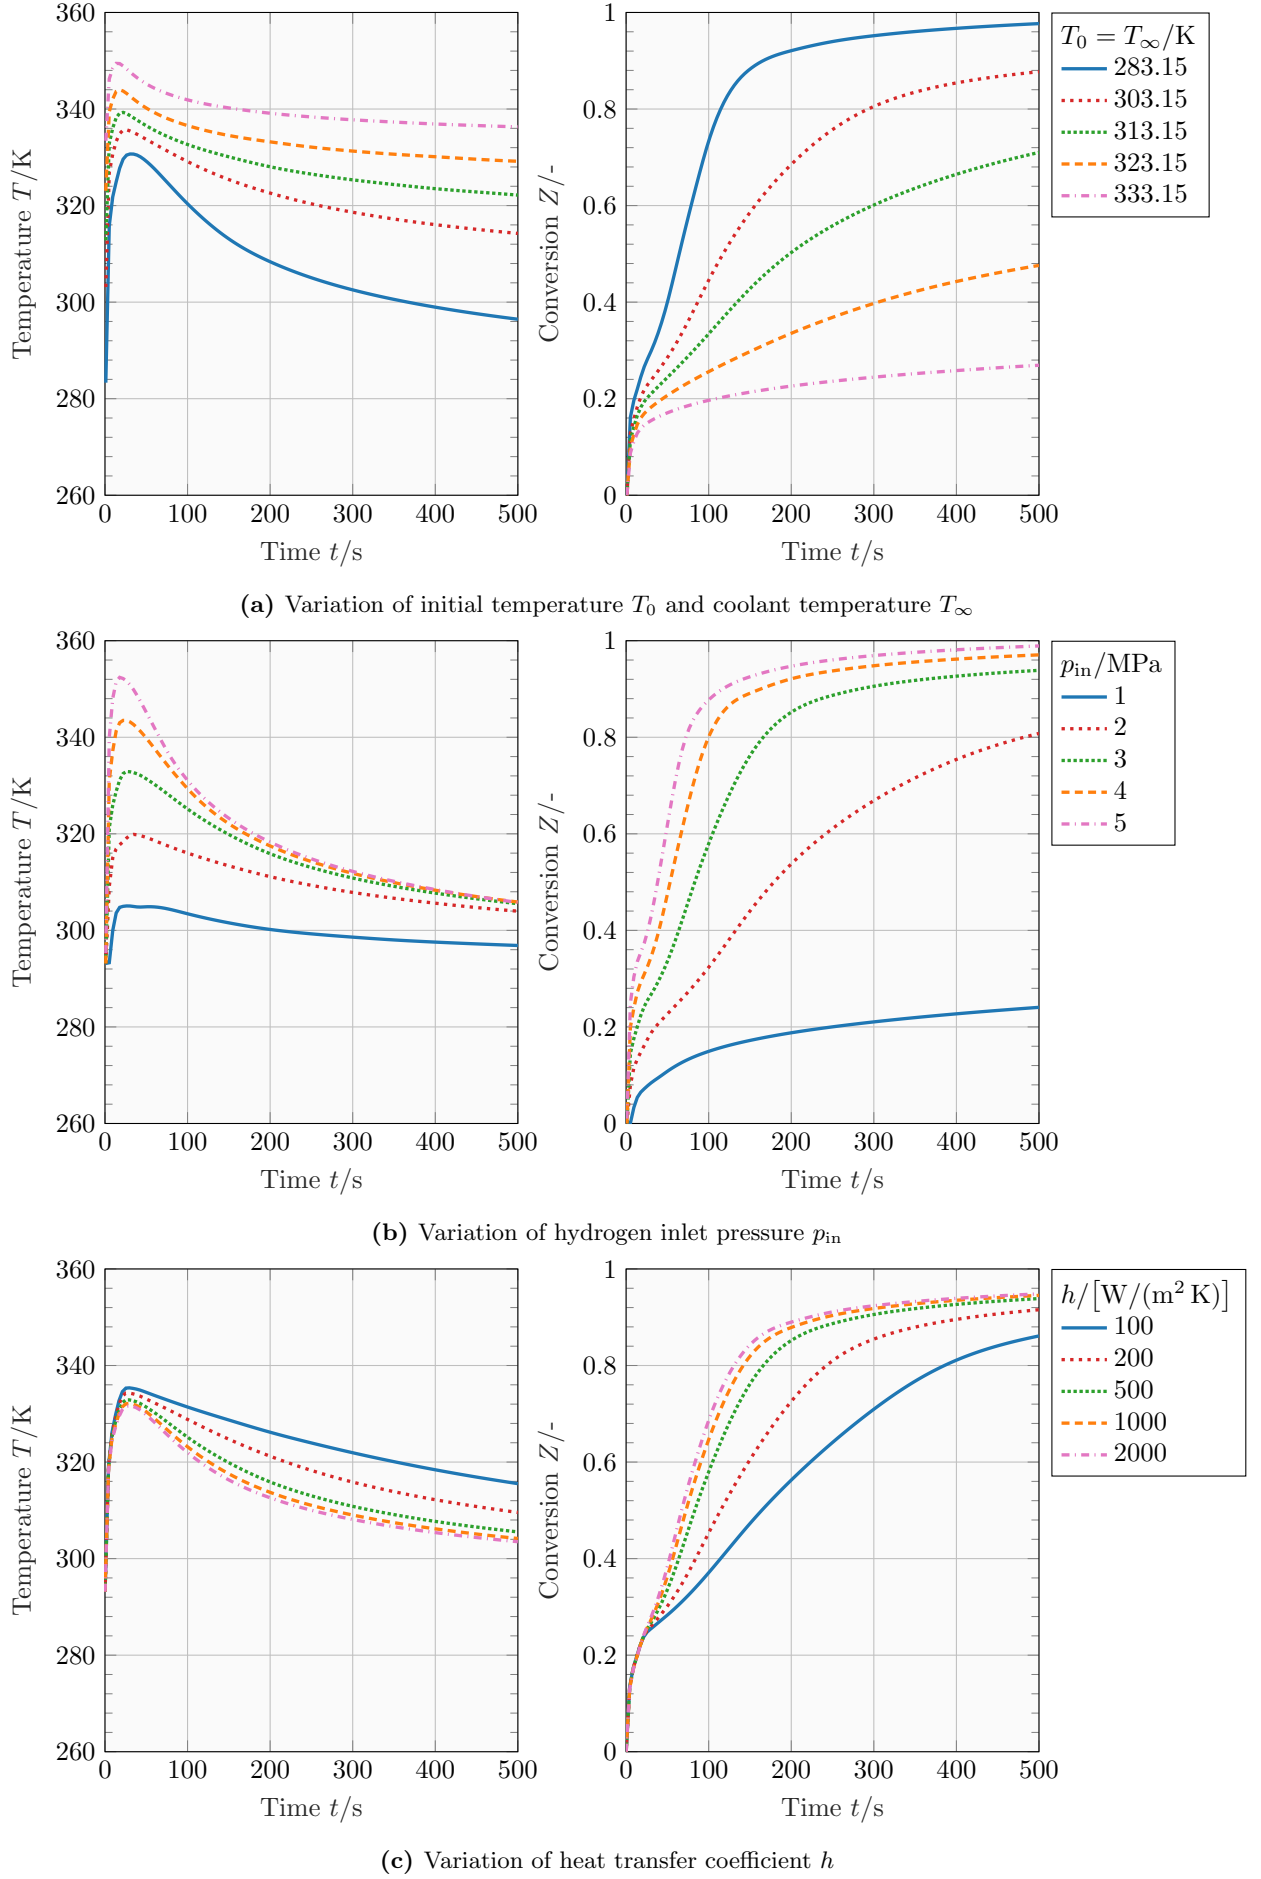 360
340
320
300
280
260
0 100 200 300 400 500
Temperature T/K
Time t/s
1
0.8
0.6
0.4
0.2
0
0 100 200 300 400 500
Conversion Z/-
Time t/s
T₀ = T∞/K
283.15
303.15
313.15
323.15
333.15
(a) Variation of initial temperature T₀ and coolant temperature T∞
360
340
320
300
280
260
0 100 200 300 400 500
Temperature T/K
Time t/s
1
0.8
0.6
0.4
0.2
0
0 100 200 300 400 500
Conversion Z/-
Time t/s
p_in/MPa
1
2
3
4
5
(b) Variation of hydrogen inlet pressure p_in
360
340
320
300
280
260
0 100 200 300 400 500
Temperature T/K
Time t/s
1
0.8
0.6
0.4
0.2
0
0 100 200 300 400 500
Conversion Z/-
Time t/s
h/[W/(m² K)]
100
200
500
1000
2000
(c) Variation of heat transfer coefficient h